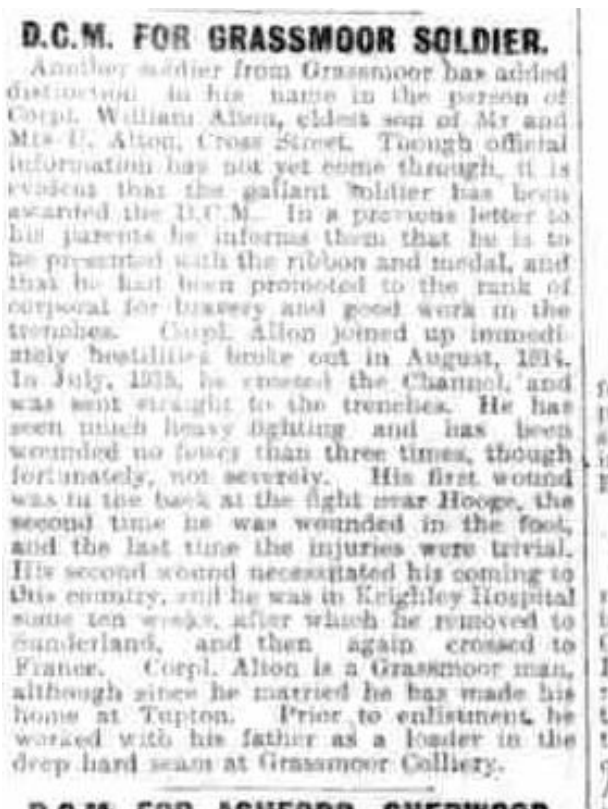 D.C.M. FOR GRASSMOOR SOLDIER.
Another soldier from Grassmoor has added
distinction to his name in the person of
Corpl. William Alton, eldest son of Mr and
Mrs Alton, Cross Street. Though official
information has not yet come through, it is
evident that the gallant soldier has been
awarded the D.C.M. In a previous letter to
his parents he informs them that he is to
be presented with the ribbon and medal, and
that he had been promoted to the rank of
corporal for bravery and good work in the
trenches. Corpl. Alton joined up immedi-
ately hostilities broke out in August, 1914.
In July, 1915, he crossed the Channel, and
was sent straight to the trenches. He has
seen much heavy fighting and has been
wounded no fewer than three times, though
fortunately, not severely. His first wound
was in the back at the fight near Hooge, the
second time he was wounded in the foot,
and the last time the injuries were trivial.
His second wound necessitated his coming to
this country, and he was in Keighley Hospital
some ten weeks, after which he removed to
Sunderland, and then again crossed to
France. Corpl. Alton is a Grassmoor man,
although since he married he has made his
home at Tupton. Prior to enlistment he
worked with his father as a loader in the
deep hard seam at Grassmoor Colliery.
D.C.M. FOR ASHFORD